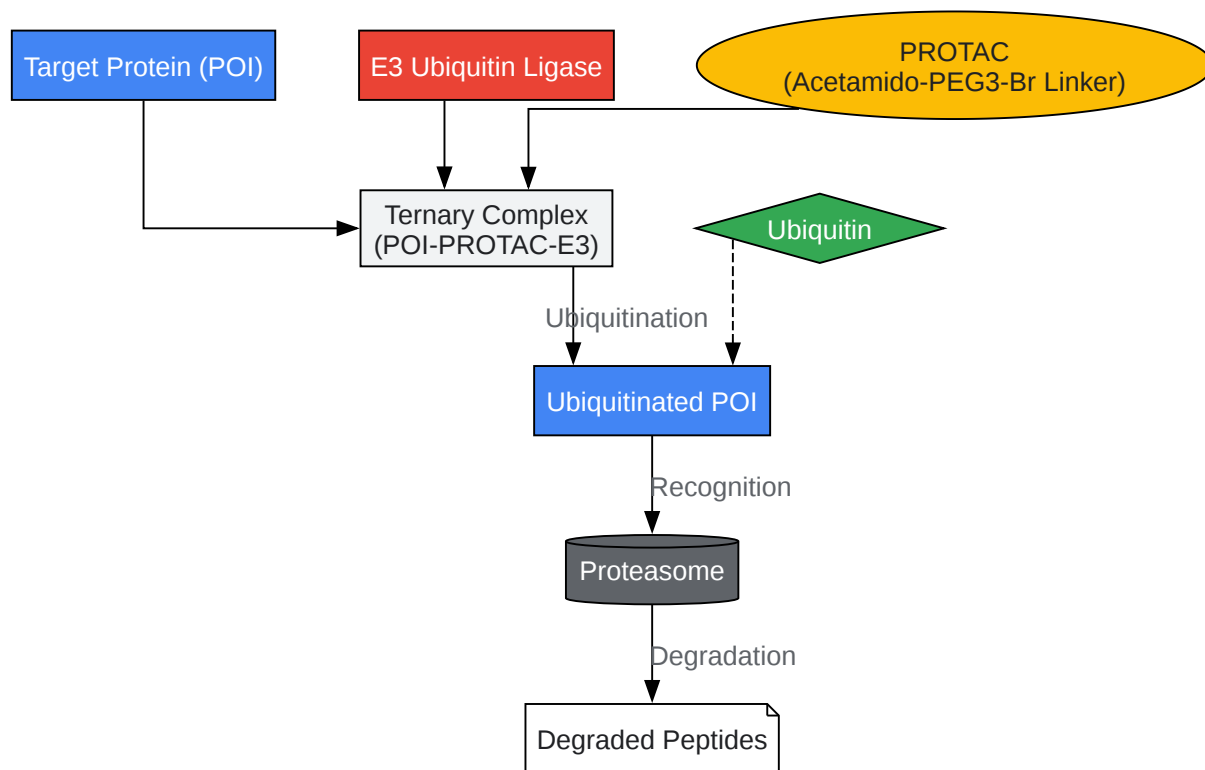 Target Protein (POI)
E3 Ubiquitin Ligase
PROTAC
(Acetamido-PEG3-Br Linker)
Ternary Complex
(POI-PROTAC-E3)
Ubiquitin
Ubiquitination
Ubiquitinated POI
Recognition
Proteasome
Degradation
Degraded Peptides